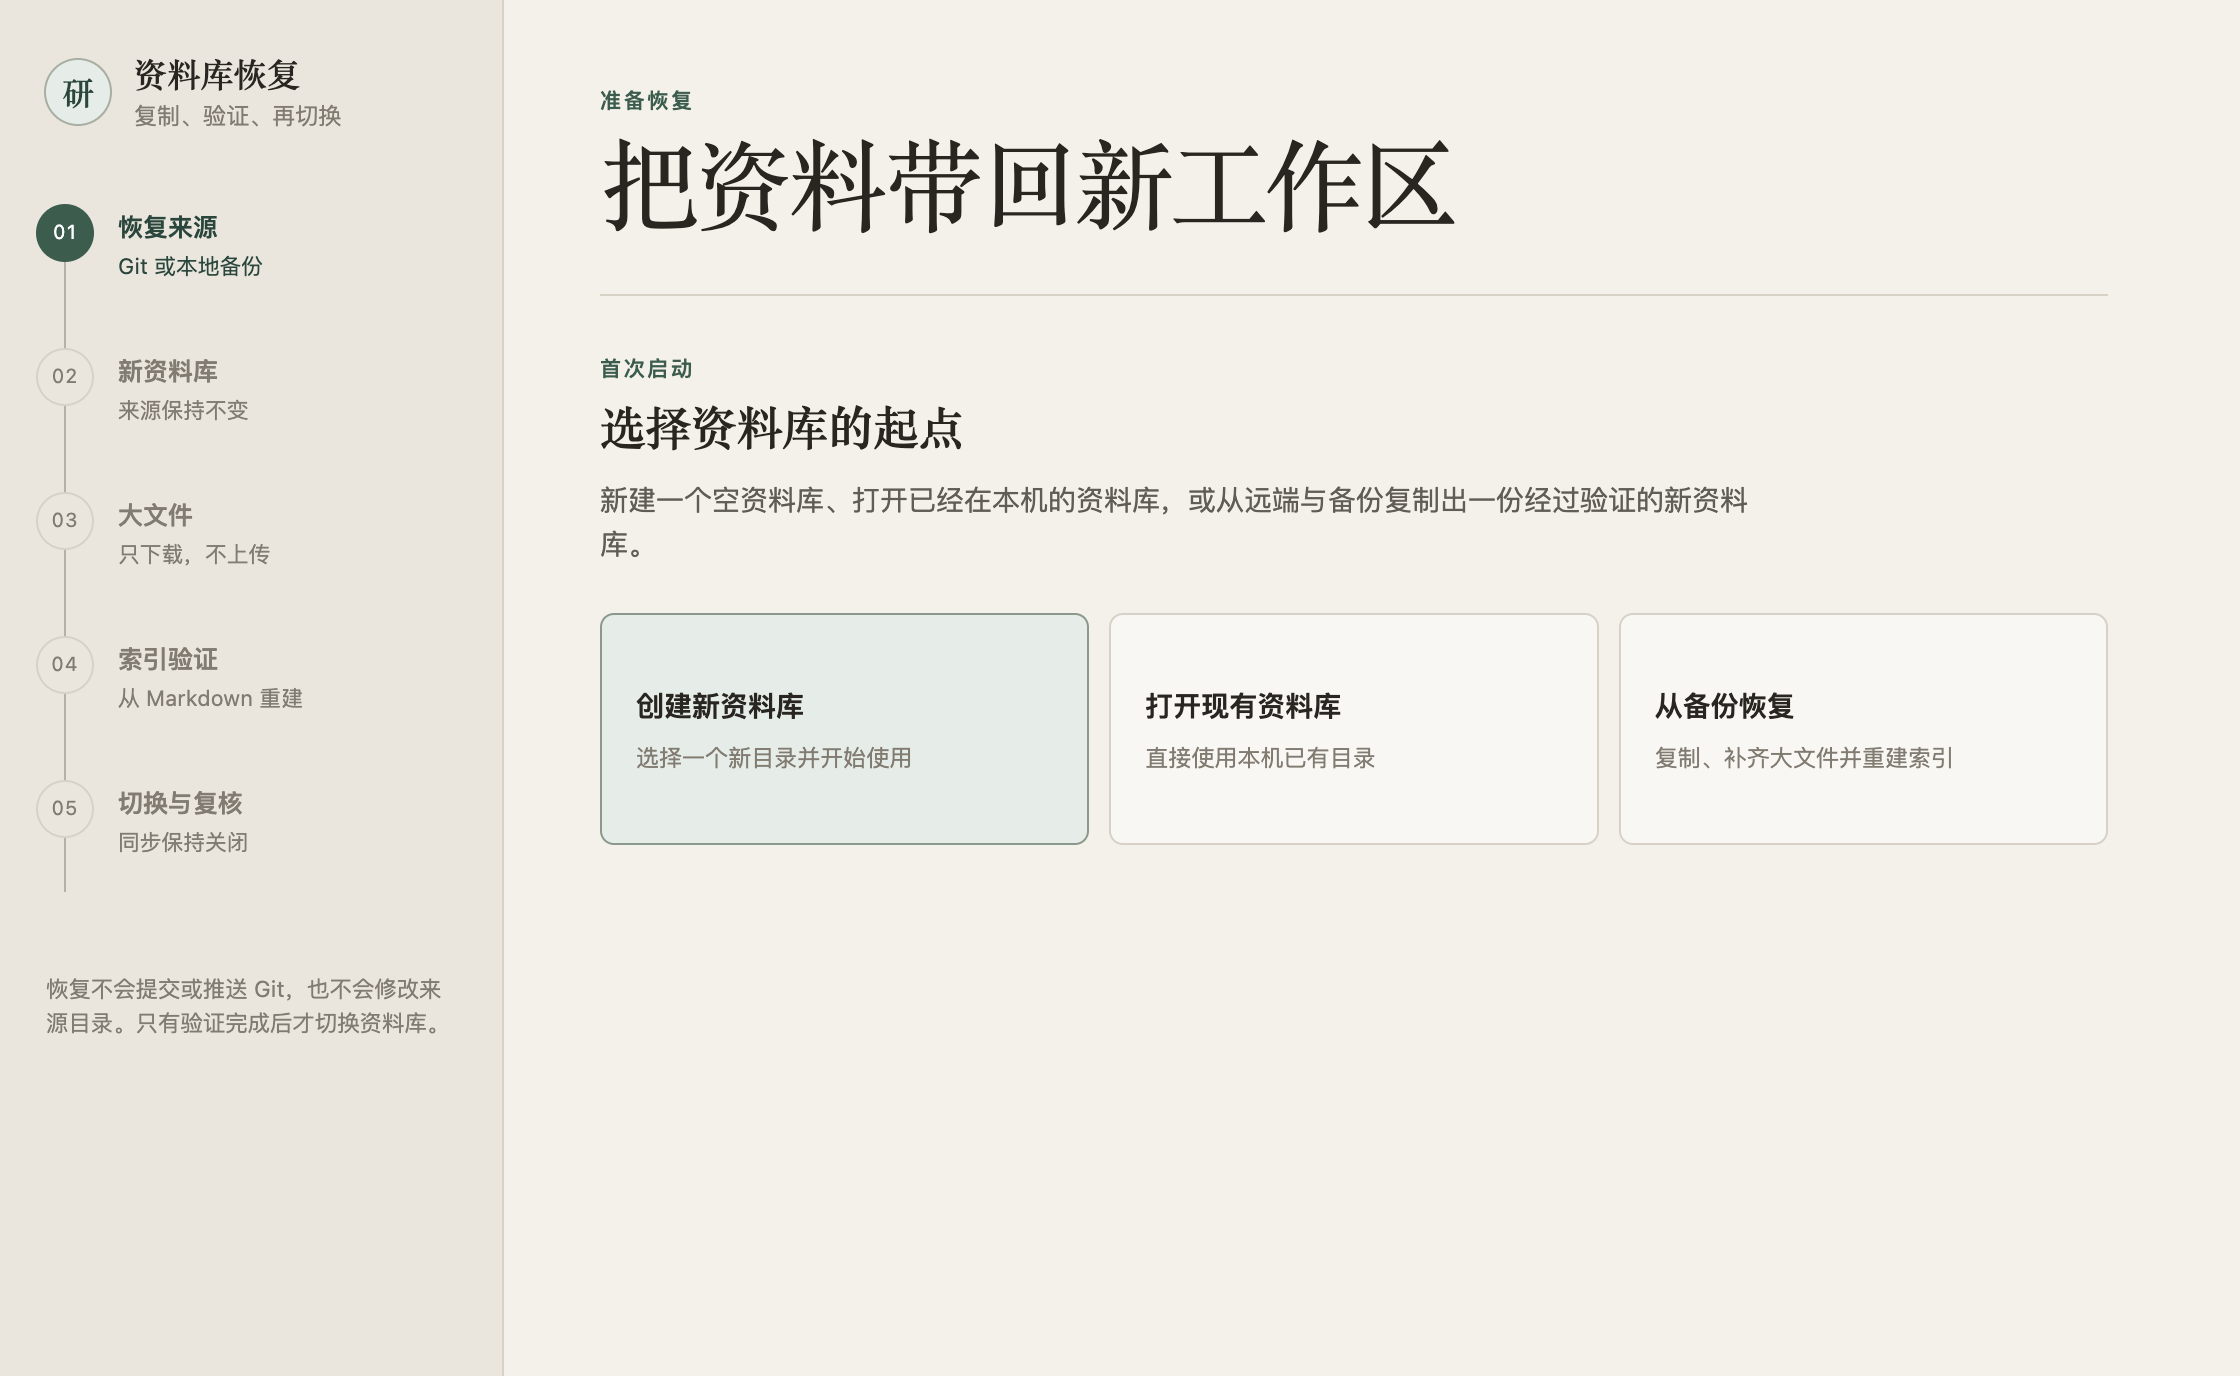 研
资料库恢复
复制、验证、再切换
01
恢复来源
Git 或本地备份
02
新资料库
来源保持不变
03
大文件
只下载，不上传
04
索引验证
从 Markdown 重建
05
切换与复核
同步保持关闭
恢复不会提交或推送 Git，也不会修改来
源目录。只有验证完成后才切换资料库。
准备恢复
把资料带回新工作区
首次启动
选择资料库的起点
新建一个空资料库、打开已经在本机的资料库，或从远端与备份复制出一份经过验证的新资料
库。
创建新资料库
选择一个新目录并开始使用
打开现有资料库
直接使用本机已有目录
从备份恢复
复制、补齐大文件并重建索引